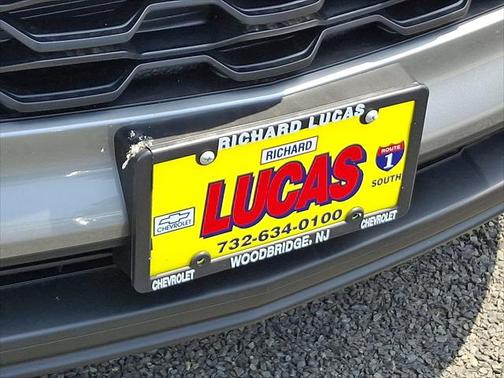 RICHARD LUCAS
RICHARD
LUCAS
ROUTE
1
SOUTH
CHEVROLET
732-634-0100
CHEVROLET
WOODBRIDGE, NJ
CHEVROLET